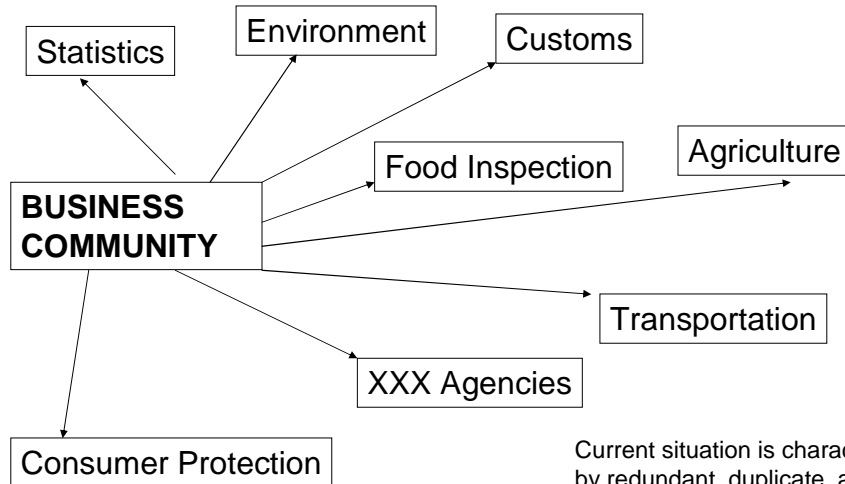 Statistics
Environment
Customs
Food Inspection
Agriculture
BUSINESS
COMMUNITY
Transportation
XXX Agencies
Consumer Protection
Current situation is
by redundant, duplicate,